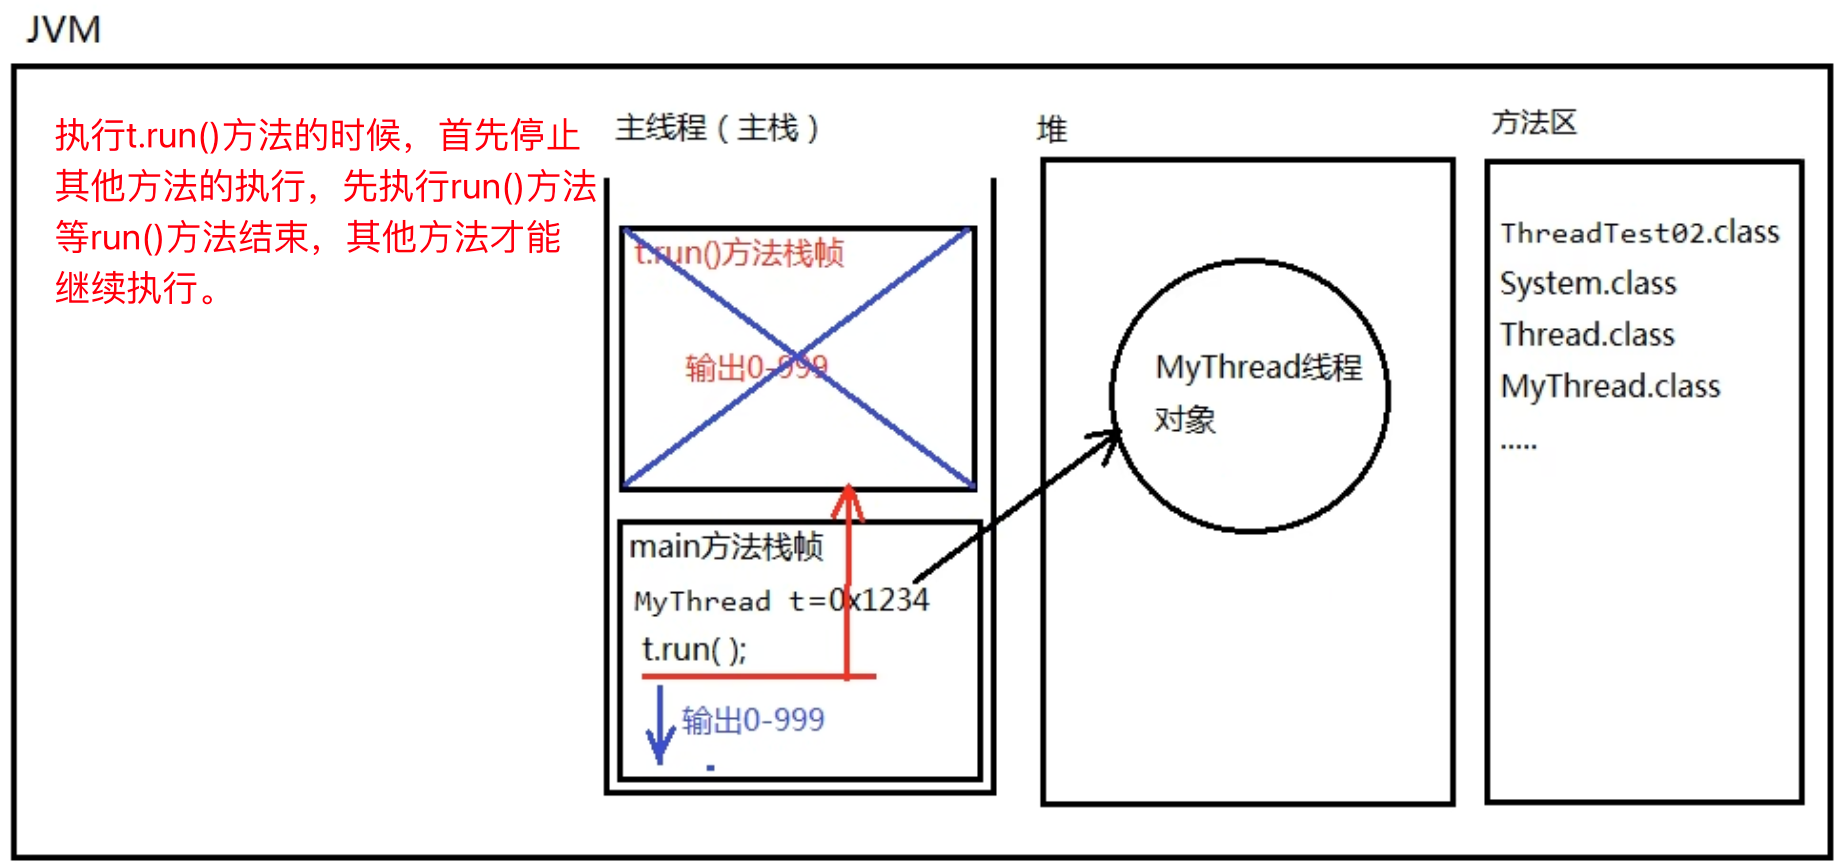 JVM
执行t.run()方法的时候，首先停止
其他方法的执行，先执行run()方法
等run()方法结束，其他方法才能
继续执行。
主线程（主栈）
t.run()方法栈帧
输出0-999
main方法栈帧
MyThread t=0x1234
t.run( );
输出0-999
堆
MyThread线程
对象
方法区
ThreadTest02.class
System.class
Thread.class
MyThread.class
.....